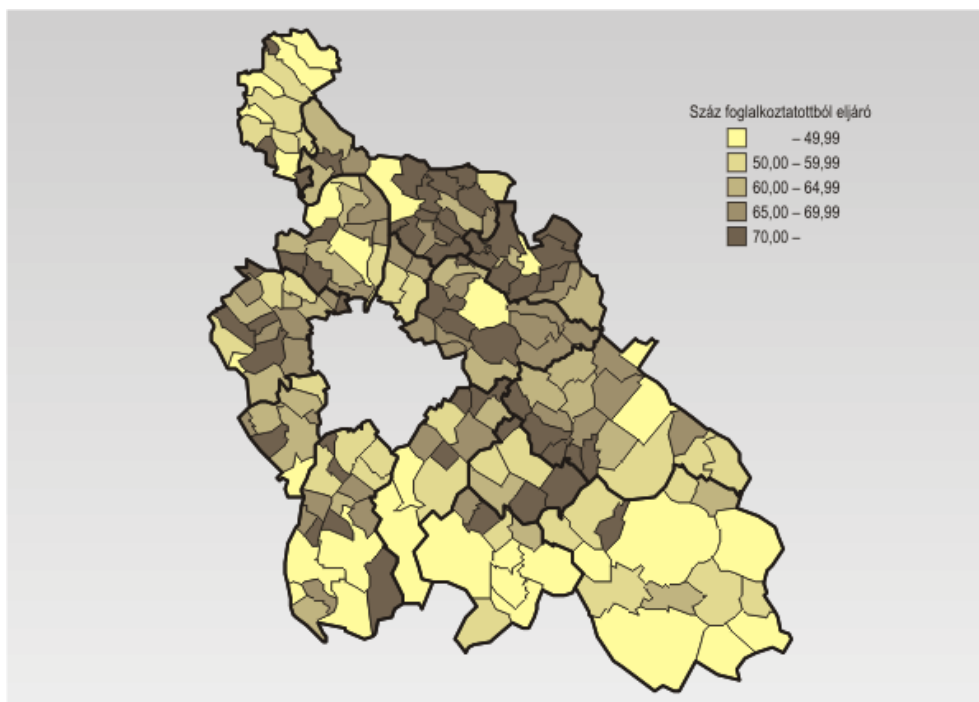 Száz foglalkoztatottból eljáró
– 49,99
50,00 – 59,99
60,00 – 64,99
65,00 – 69,99
70,00 –